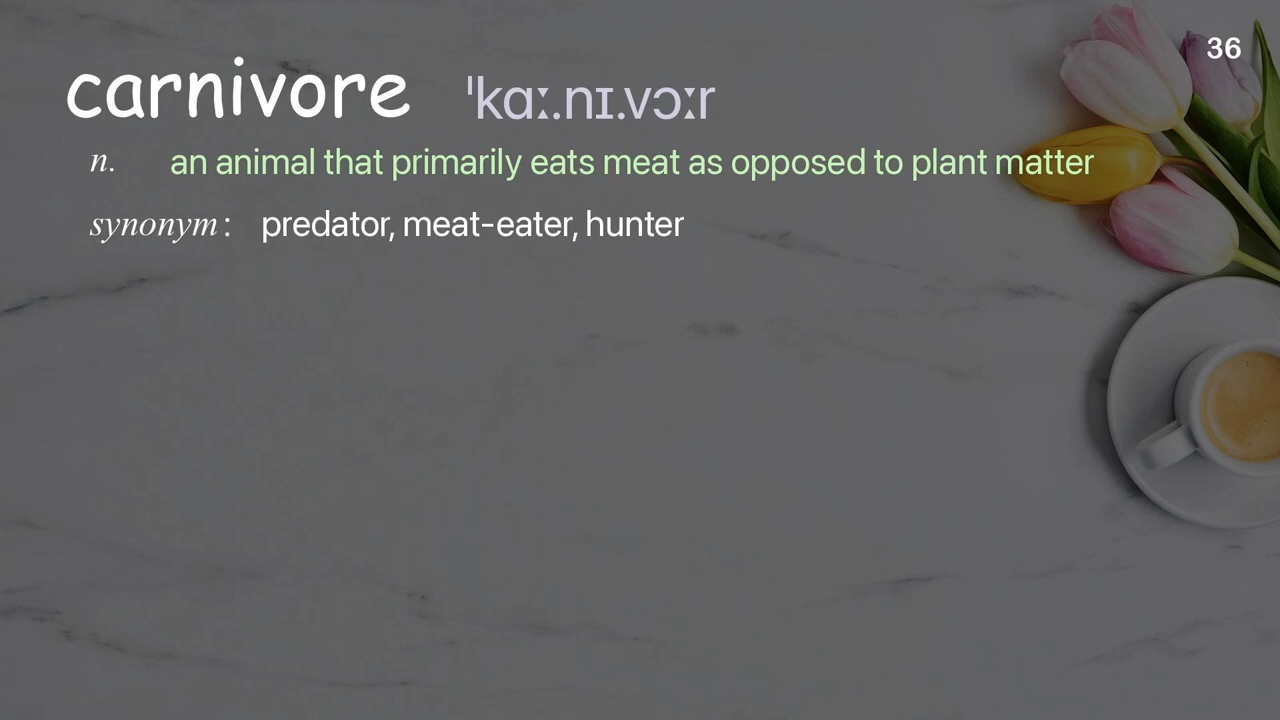 36
carnivore ˈkɑː.nɪ.vɔːr
n. an animal that primarily eats meat as opposed to plant matter
synonym: predator, meat-eater, hunter